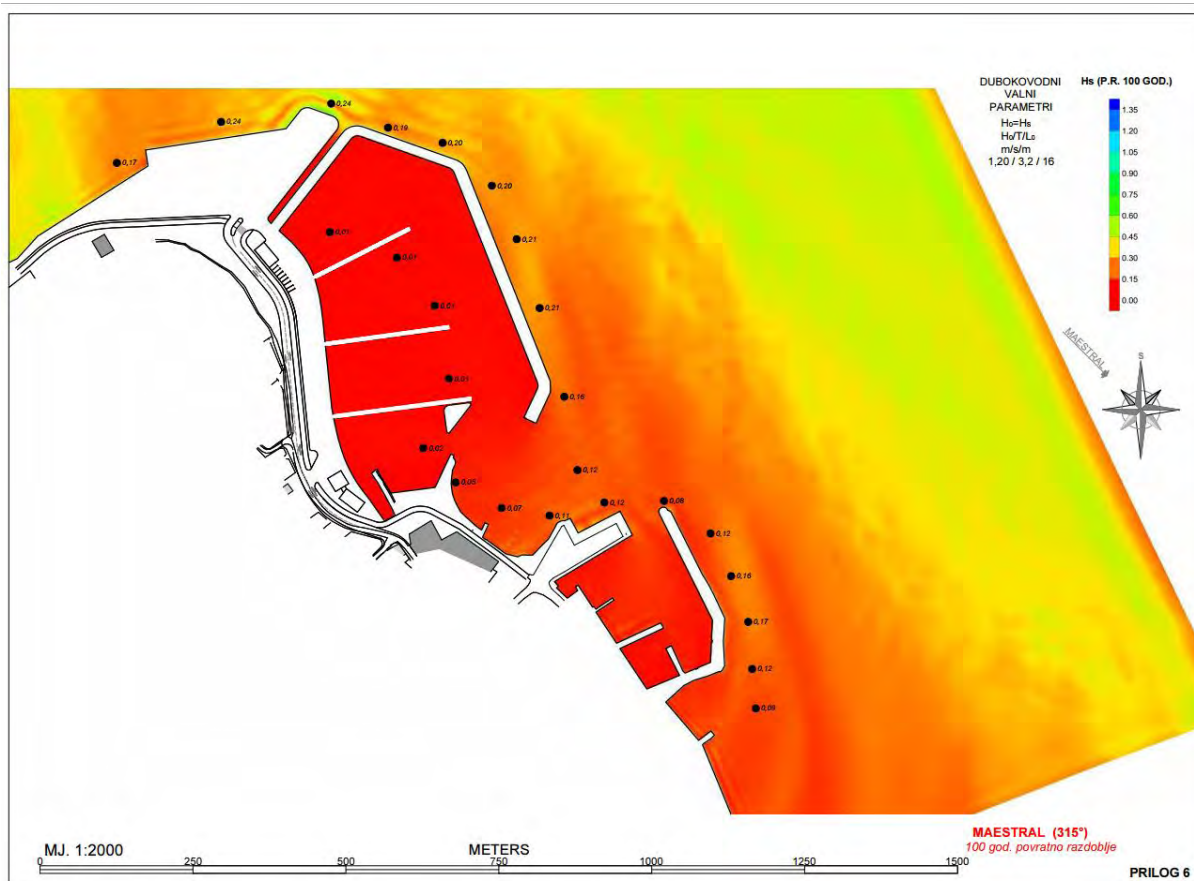 DUBOKOVODNI
VALNI
PARAMETRI
H₀=Hs
H₀/T/L₀
m/s/m
1,20 / 3,2 / 16
Hs (P.R. 100 GOD.)
1.35
1.20
1.05
0.90
0.75
0.60
0.45
0.30
0.15
0.00
MAESTRAL
S
0,24
0,24
0,19
0,20
0,17
0,20
0,01
0,21
0,01
0,01
0,21
0,01
0,16
0,02
0,12
0,05
0,07
0,11
0,12
0,08
0,12
0,16
0,17
0,12
0,09
MAESTRAL (315°)
100 god. povratno razdoblje
MJ. 1:2000
METERS
0 250 500 750 1000 1250 1500
PRILOG 6